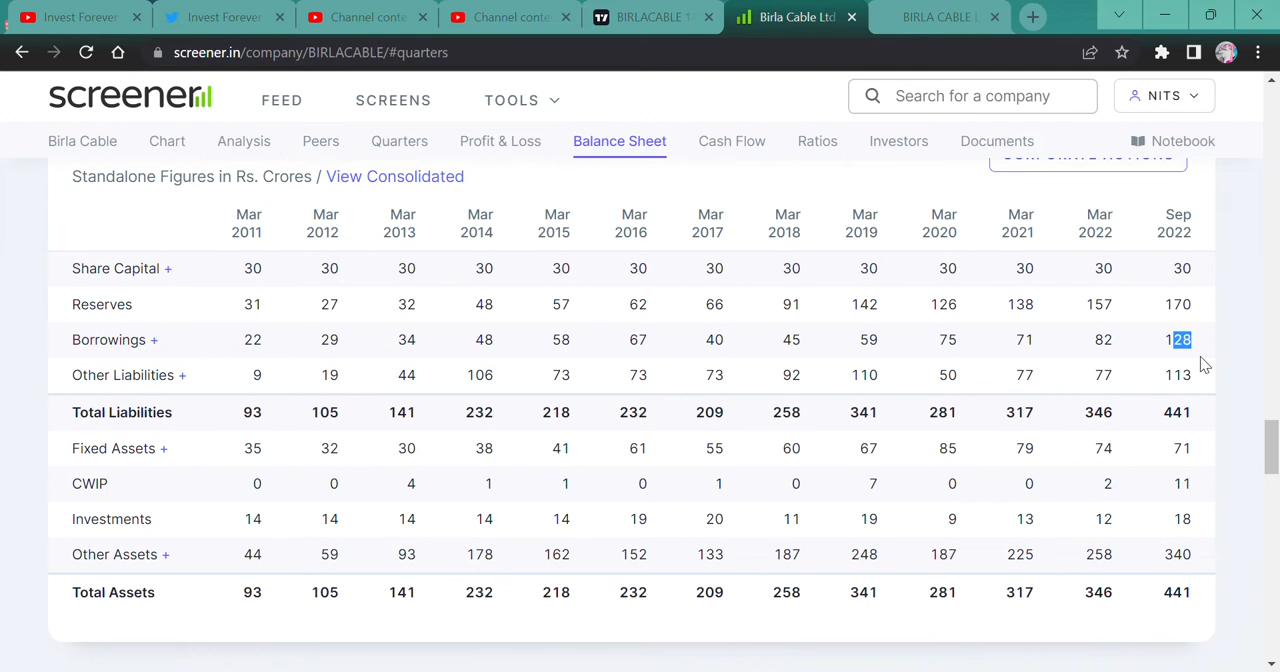 Invest Forever
Invest Forever
Channel conte
Channel conte
BIRLACABLE
Birla Cable Ltd
BIRLA CABLE L
screener.in/company/BIRLACABLE/#quarters
screener
FEED
SCREENS
TOOLS
Search for a company
NITS
Birla Cable
Chart
Analysis
Peers
Quarters
Profit & Loss
Balance Sheet
Cash Flow
Ratios
Investors
Documents
Notebook
CORPORATE ACTIONS
Standalone Figures in Rs. Crores / View Consolidated
Mar 2011 Mar 2012 Mar 2013 Mar 2014 Mar 2015 Mar 2016 Mar 2017 Mar 2018 Mar 2019 Mar 2020 Mar 2021 Mar 2022 Sep 2022
Share Capital + 30 30 30 30 30 30 30 30 30 30 30 30 30
Reserves 31 27 32 48 57 62 66 91 142 126 138 157 170
Borrowings + 22 29 34 48 58 67 40 45 59 75 71 82 128
Other Liabilities + 9 19 44 106 73 73 73 92 110 50 77 77 113
Total Liabilities 93 105 141 232 218 232 209 258 341 281 317 346 441
Fixed Assets + 35 32 30 38 41 61 55 60 67 85 79 74 71
CWIP 0 0 4 1 1 0 1 0 7 0 0 2 11
Investments 14 14 14 14 14 19 20 11 19 9 13 12 18
Other Assets + 44 59 93 178 162 152 133 187 248 187 225 258 340
Total Assets 93 105 141 232 218 232 209 258 341 281 317 346 441